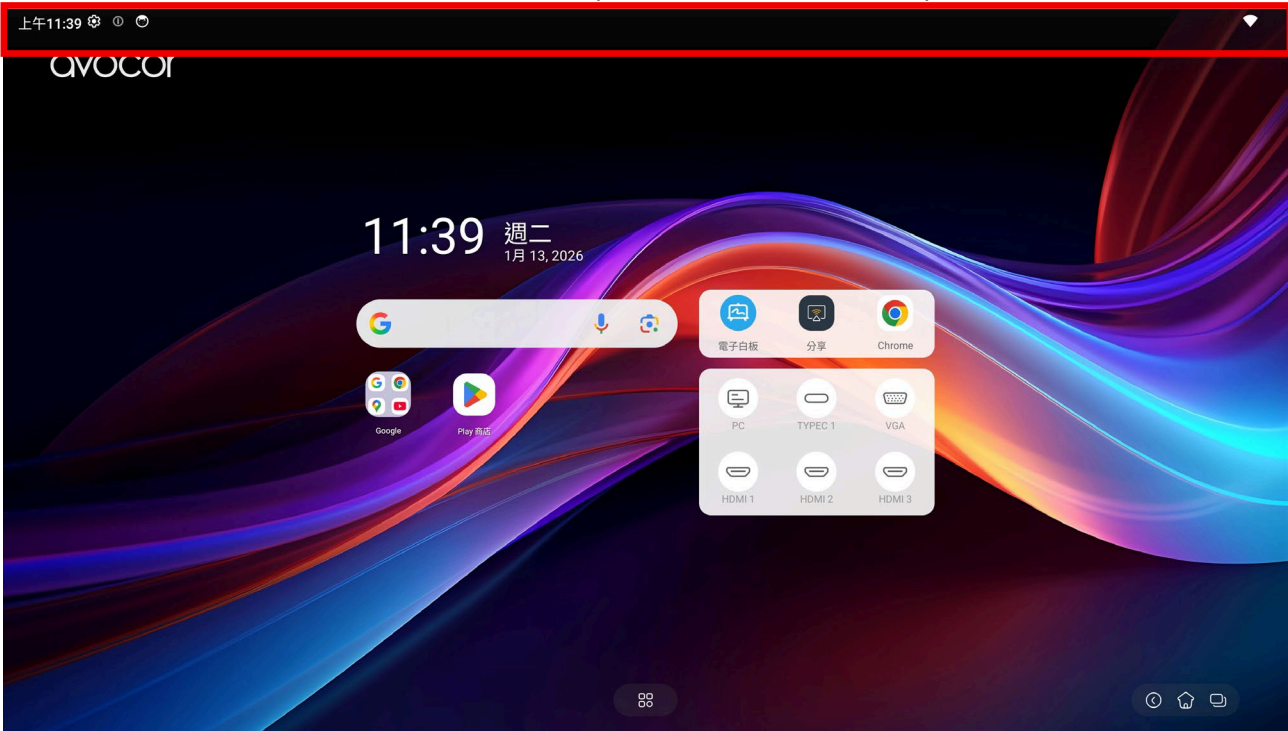 上午11:39
avocor
11:39
週二
1月 13, 2026
電子白板 分享 Chrome
Google Play 商店
PC TYPEC 1 VGA
HDMI 1 HDMI 2 HDMI 3